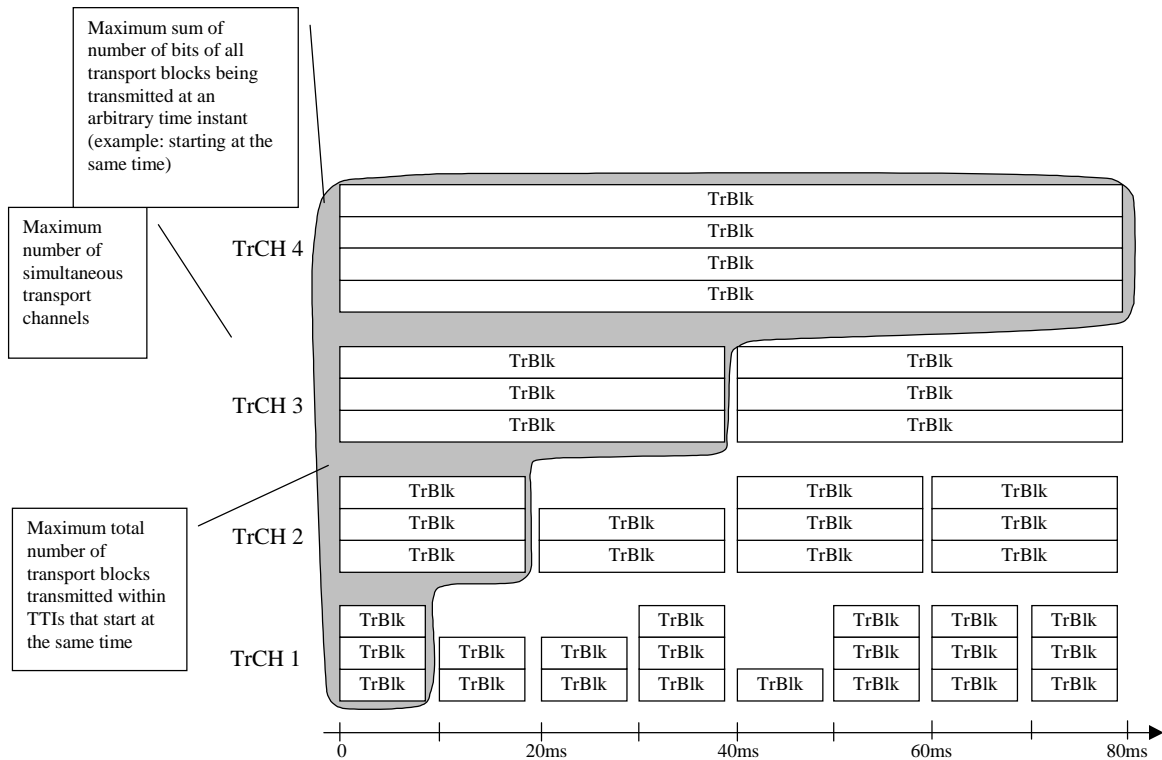 Maximum sum of
number of bits of all
transport blocks being
transmitted at an
arbitrary time instant
(example: starting at the
same time)
Maximum
number of
simultaneous
transport
channels
TrCH 4
TrBlk
TrBlk
TrBlk
TrBlk
TrCH 3
TrBlk TrBlk
TrBlk TrBlk
TrBlk TrBlk
Maximum total
number of
transport blocks
transmitted within
TTIs that start at
the same time
TrCH 2
TrBlk TrBlk TrBlk
TrBlk TrBlk TrBlk TrBlk
TrBlk TrBlk TrBlk TrBlk
TrCH 1
TrBlk TrBlk TrBlk TrBlk TrBlk
TrBlk TrBlk TrBlk TrBlk TrBlk TrBlk TrBlk
TrBlk TrBlk TrBlk TrBlk TrBlk TrBlk TrBlk TrBlk
0 20ms 40ms 60ms 80ms